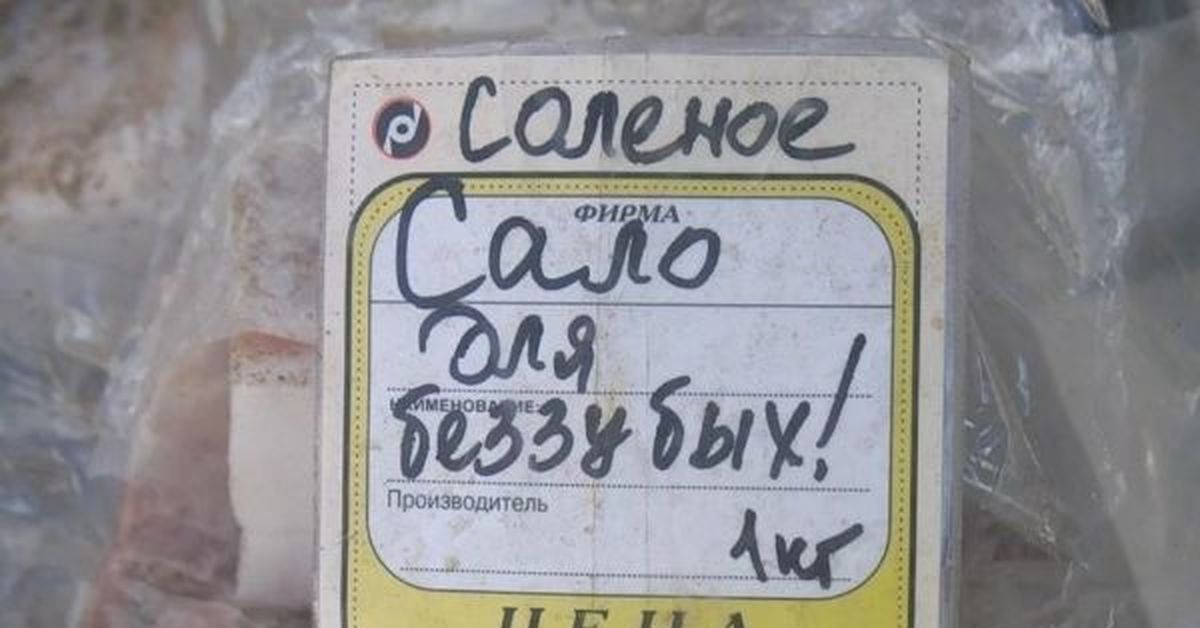 Соленое
ФИРМА
Сало
для
НАИМЕНОВАНИЕ:
беззубых!
Производитель
1кг
ЦЕНА